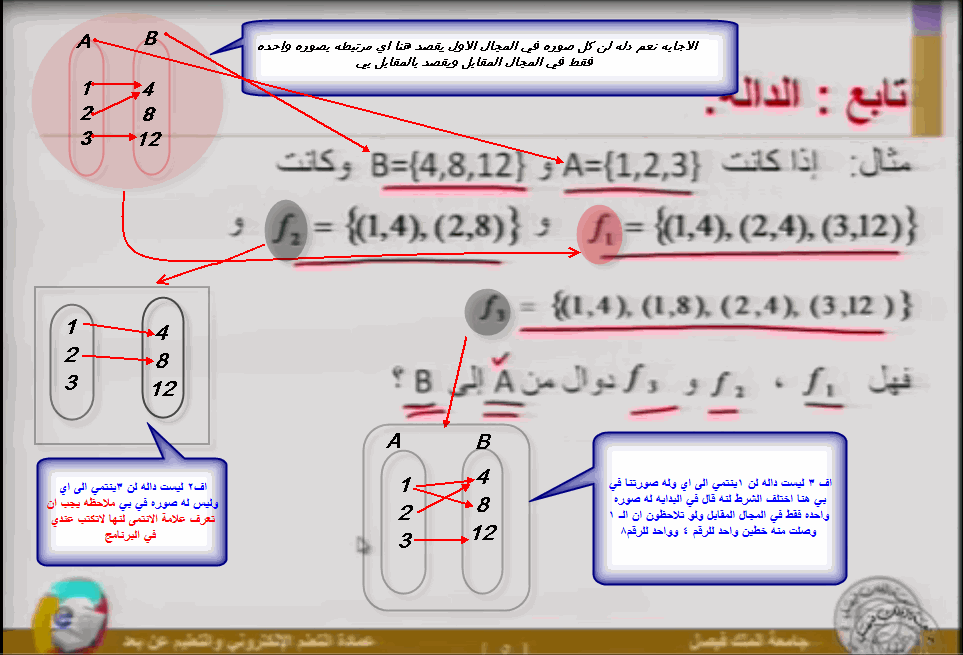 A B
1 4
2 8
3 12
الاجابه نعم دله لن كل صوره في المجال الاول يقصد هنا اي مرتبطه بصوره واحده
فقط في المجال المقابل ويقصد بالمقابل بي
تابع : الدالة.
مثال: إذا كانت A={1,2,3} و B={4,8,12} وكانت
f₁ = {(1,4), (2,4), (3,12)} و f₂ = {(1,4), (2,8)} و
f₃ = {(1,4), (1,8), (2,4), (3,12)}
فهل f₁ ، f₂ و f₃ دوال من A إلى B ؟
1 4
2 8
3 12
اف٢ ليست داله لن ٣ينتمي الى اي
وليس له صوره في بي ملاحظه يجب ان
تعرف علامة الانتمى لنها لاتكتب عندي
في البرنامج
A B
1 4
2 8
3 12
اف ٣ ليست داله لن ١ينتمي الى اي وله صورتنا في
بي هنا اختلف الشرط لنه قال في البدايه له صوره
واحده فقط في المجال المقابل ولو تلاحظون ان الـ ١
وصلت منه خطين واحد للرقم ٤ وواحد للرقم٨
جامعة الملك فيصل
عمادة التعلم الإلكتروني والتعليم عن بعد